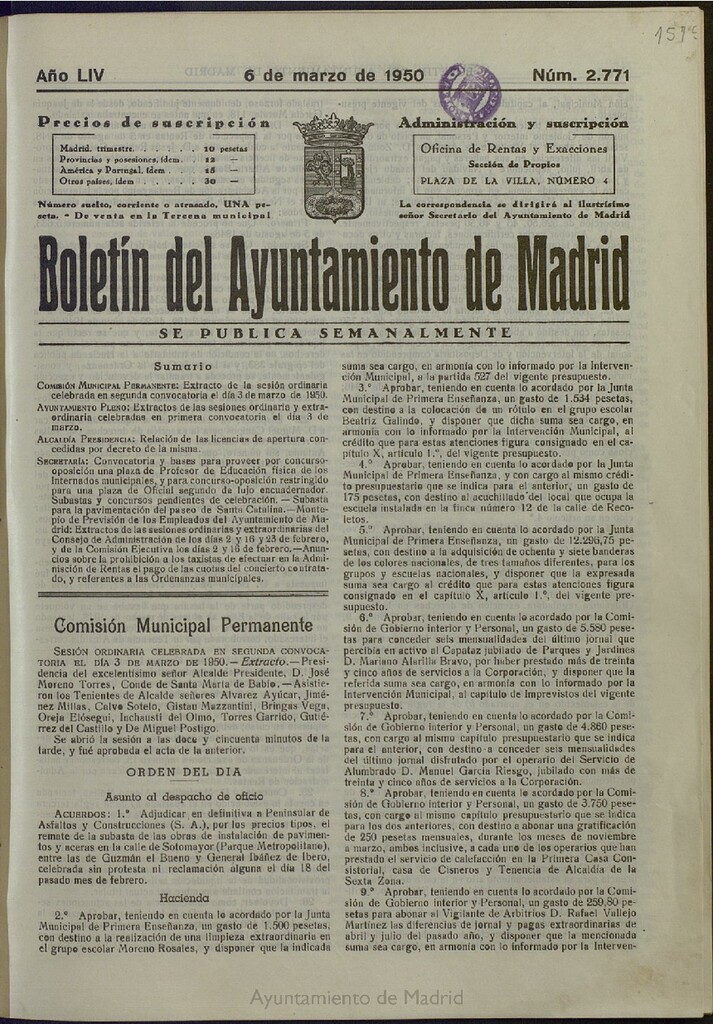 Año LIV
6 de marzo de 1950
Núm. 2.771
Precios de suscripción
Madrid, trimestre. . . . . . 10 pesetas
Provincias y posesiones, ídem. . 12 —
América y Portugal, ídem . . . 15 —
Otros países, ídem . . . . . 30 —
Número suelto, corriente o atrasado, UNA pe-
seta. - De venta en la Tercena municipal
Administración y suscripción
Oficina de Rentas y Exacciones
Sección de Propios
PLAZA DE LA VILLA, NÚMERO 4
La correspondencia se dirigirá al ilustrísimo
señor Secretario del Ayuntamiento de Madrid
Boletín del Ayuntamiento de Madrid
SE PUBLICA SEMANALMENTE
Sumario
COMISIÓN MUNICIPAL PERMANENTE: Extracto de la sesión ordinaria
celebrada en segunda convocatoria el día 3 de marzo de 1950.
AYUNTAMIENTO PLENO: Extractos de las sesiones ordinaria y extra-
ordinaria celebradas en primera convocatoria el día 3 de
marzo.
ALCALDÍA PRESIDENCIA: Relación de las licencias de apertura con-
cedidas por decreto de la misma.
SECRETARÍA: Convocatoria y bases para proveer por concurso-
oposición una plaza de Profesor de Educación física de los
Internados municipales, y para concurso-oposición restringido
para una plaza de Oficial segundo de lujo encuadernador.
Subastas y concursos pendientes de celebración. — Subasta
para la pavimentación del paseo de Santa Catalina.—Monte-
pío de Previsión de los Empleados del Ayuntamiento de Ma-
drid: Extractos de las sesiones ordinarias y extraordinarias del
Consejo de Administración de los días 2 y 16 y 23 de febrero,
y de la Comisión Ejecutiva los días 2 y 16 de febrero.—Anun-
cios sobre la prohibición a los taxistas de efectuar en la Admi-
nisción de Rentas el pago de las cuotas del concierto contrata-
do, y referentes a las Ordenanzas municipales.
Comisión Municipal Permanente
SESIÓN ORDINARIA CELEBRADA EN SEGUNDA CONVOCA-
TORIA EL DÍA 3 DE MARZO DE 1950.—Extracto.—Presi-
dencia del excelentísimo señor Alcalde Presidente, D. José
Moreno Torres, Conde de Santa Marta de Babío.—Asistie-
ron los Tenientes de Alcalde señores Alvarez Ayúcar, Jimé-
nez Millas, Calvo Sotelo, Gistau Mazzantini, Bringas Vega,
Oreja Elósegui, Inchausti del Olmo, Torres Garrido, Gutié-
rrez del Castillo y De Miguel Postigo.
Se abrió la sesión a las doce y cincuenta minutos de la
tarde, y fué aprobada el acta de la anterior.
ORDEN DEL DIA
Asunto al despacho de oficio
ACUERDOS: 1.º Adjudicar en definitiva a Peninsular de
Asfaltos y Construcciones (S. A.), por los precios tipos, el
remate de la subasta de las obras de instalación de pavimen-
tos y aceras en la calle de Sotomayor (Parque Metropolitano),
entre las de Guzmán el Bueno y General Ibáñez de Ibero,
celebrada sin protesta ni reclamación alguna el día 18 del
pasado mes de febrero.
Hacienda
2.º Aprobar, teniendo en cuenta lo acordado por la Junta
Municipal de Primera Enseñanza, un gasto de 1.500 pesetas,
con destino a la realización de una limpieza extraordinaria en
el grupo escolar Moreno Rosales, y disponer que la indicada
suma sea cargo, en armonía con lo informado por la Interven-
ción Municipal, a la partida 527 del vigente presupuesto.
3.º Aprobar, teniendo en cuenta lo acordado por la Junta
Municipal de Primera Enseñanza, un gasto de 1.534 pesetas,
con destino a la colocación de un rótulo en el grupo escolar
Beatriz Galindo, y disponer que dicha suma sea cargo, en
armonía con lo informado por la Intervención Municipal, al
crédito que para estas atenciones figura consignado en el ca-
pítulo X, artículo 1.º, del vigente presupuesto.
4.º Aprobar, teniendo en cuenta lo acordado por la Junta
Municipal de Primera Enseñanza, y con cargo al mismo crédi-
to presupuestario que se indica para el anterior, un gasto de
175 pesetas, con destino al acuchillado del local que ocupa la
escuela instalada en la finca número 12 de la calle de Reco-
letos.
5.º Aprobar, teniendo en cuenta lo acordado por la Junta
Municipal de Primera Enseñanza, un gasto de 12.296,75 pe-
setas, con destino a la adquisición de ochenta y siete banderas
de los colores nacionales, de tres tamaños diferentes, para los
grupos y escuelas nacionales, y disponer que la expresada
suma sea cargo al crédito que para estas atenciones figura
consignado en el capítulo X, artículo 1.º, del vigente pre-
supuesto.
6.º Aprobar, teniendo en cuenta lo acordado por la Comi-
sión de Gobierno interior y Personal, un gasto de 5.580 pesetas
para conceder seis mensualidades del último jornal que
percibía en activo al Capataz jubilado de Parques y Jardines
D. Mariano Alarilla Bravo, por haber prestado más de treinta
y cinco años de servicios a la Corporación, y disponer que la
referida suma sea cargo, en armonía con lo informado por la
Intervención Municipal, al capítulo de Imprevistos del vigente
presupuesto.
7.º Aprobar, teniendo en cuenta lo acordado por la Comi-
sión de Gobierno interior y Personal, un gasto de 4.860 pese-
tas, con cargo al mismo capítulo presupuestario que se indica
para el anterior, con destino a conceder seis mensualidades
del último jornal disfrutado por el operario del Servicio de
Alumbrado D. Manuel García Riesgo, jubilado con más de
treinta y cinco años de servicios a la Corporación.
8.º Aprobar, teniendo en cuenta lo acordado por la Comi-
sión de Gobierno interior y Personal, un gasto de 3.750 pese-
tas, con cargo al mismo capítulo presupuestario que se indica
para los dos anteriores, con destino a abonar una gratificación
de 250 pesetas mensuales, durante los meses de noviembre
a marzo, ambos inclusive, a cada uno de los operarios que han
prestado el servicio de calefacción en la Primera Casa Con-
sistorial, casa de Cisneros y Tenencia de Alcaldía de la
Sexta Zona.
9.º Aprobar, teniendo en cuenta lo acordado por la Comi-
sión de Gobierno interior y Personal, un gasto de 259,80 pe-
setas para abonar al Vigilante de Arbitrios D. Rafael Vallejo
Martínez las diferencias de jornal y pagas extraordinarias de
abril y julio del pasado año, y disponer que la mencionada
suma sea cargo, en armonía con lo informado por la Interven-
Ayuntamiento de Madrid